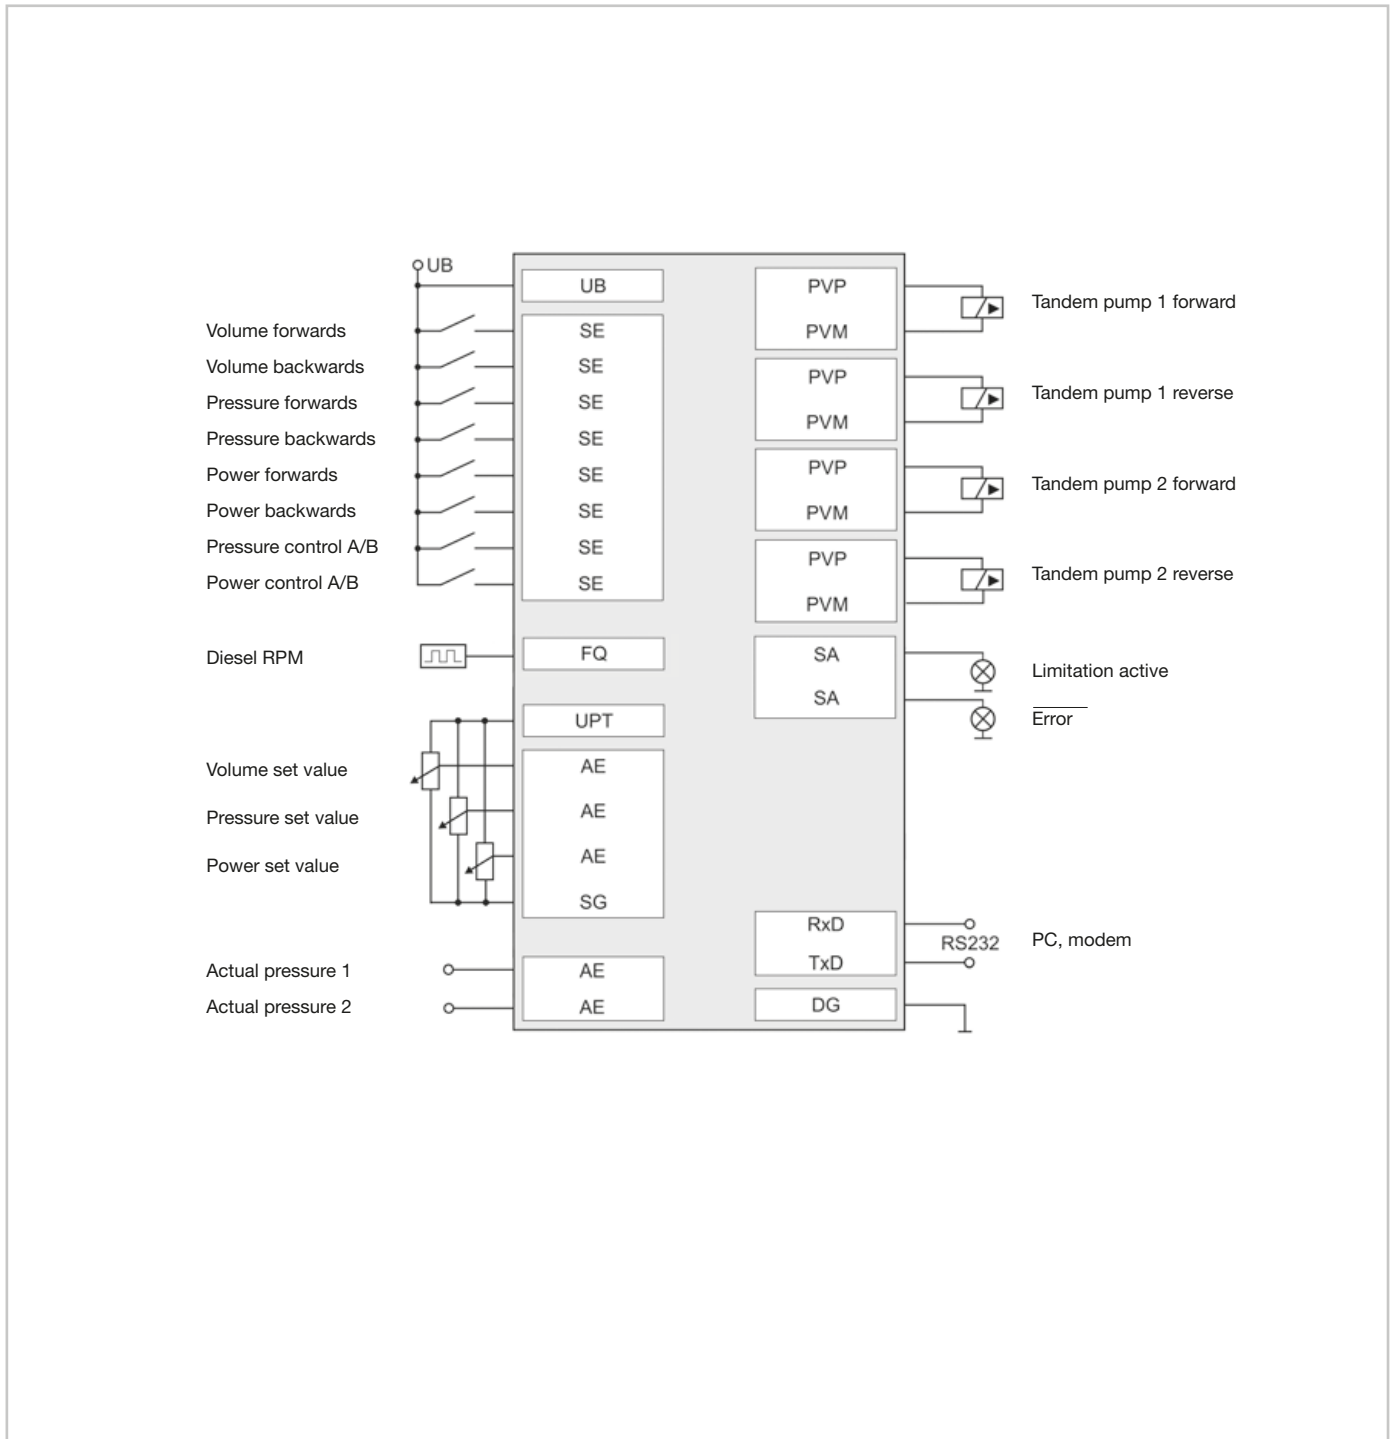 UB
UB
Volume forwards
SE
Volume backwards
SE
Pressure forwards
SE
Pressure backwards
SE
Power forwards
SE
Power backwards
SE
Pressure control A/B
SE
Power control A/B
SE
Diesel RPM
FQ
UPT
Volume set value
AE
Pressure set value
AE
Power set value
AE
SG
Actual pressure 1
AE
Actual pressure 2
AE
PVP
PVM
Tandem pump 1 forward
PVP
PVM
Tandem pump 1 reverse
PVP
PVM
Tandem pump 2 forward
PVP
PVM
Tandem pump 2 reverse
SA
Limitation active
SA
Error
RxD
RS232
PC, modem
TxD
DG